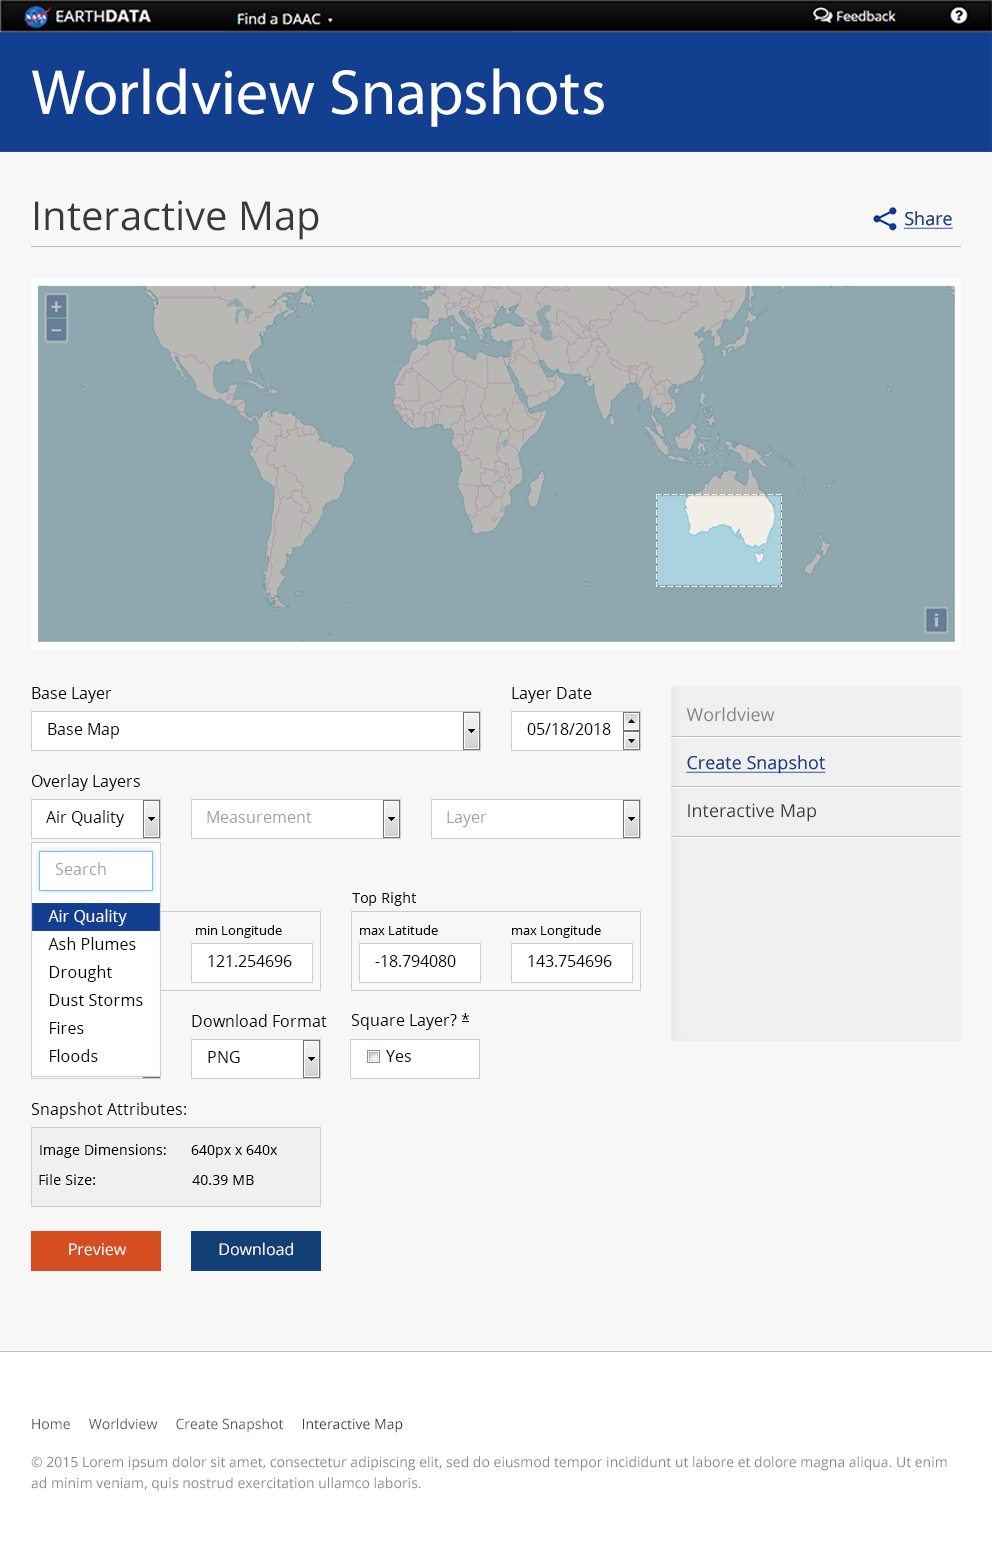 EARTHDATA
Find a DAAC
Feedback
?
Worldview Snapshots
Interactive Map
Share
+
−
i
Base Layer
Layer Date
Base Map
05/18/2018
Overlay Layers
Air Quality
Measurement
Layer
Search
Air Quality
Ash Plumes
Drought
Dust Storms
Fires
Floods
min Longitude
121.254696
Top Right
max Latitude
max Longitude
-18.794080
143.754696
Download Format
Square Layer? *
PNG
Yes
Snapshot Attributes:
Image Dimensions: 640px x 640x
File Size: 40.39 MB
Preview
Download
Worldview
Create Snapshot
Interactive Map
Home Worldview Create Snapshot Interactive Map
© 2015 Lorem ipsum dolor sit amet, consectetur adipiscing elit, sed do eiusmod tempor incididunt ut labore et dolore magna aliqua. Ut enim
ad minim veniam, quis nostrud exercitation ullamco laboris.